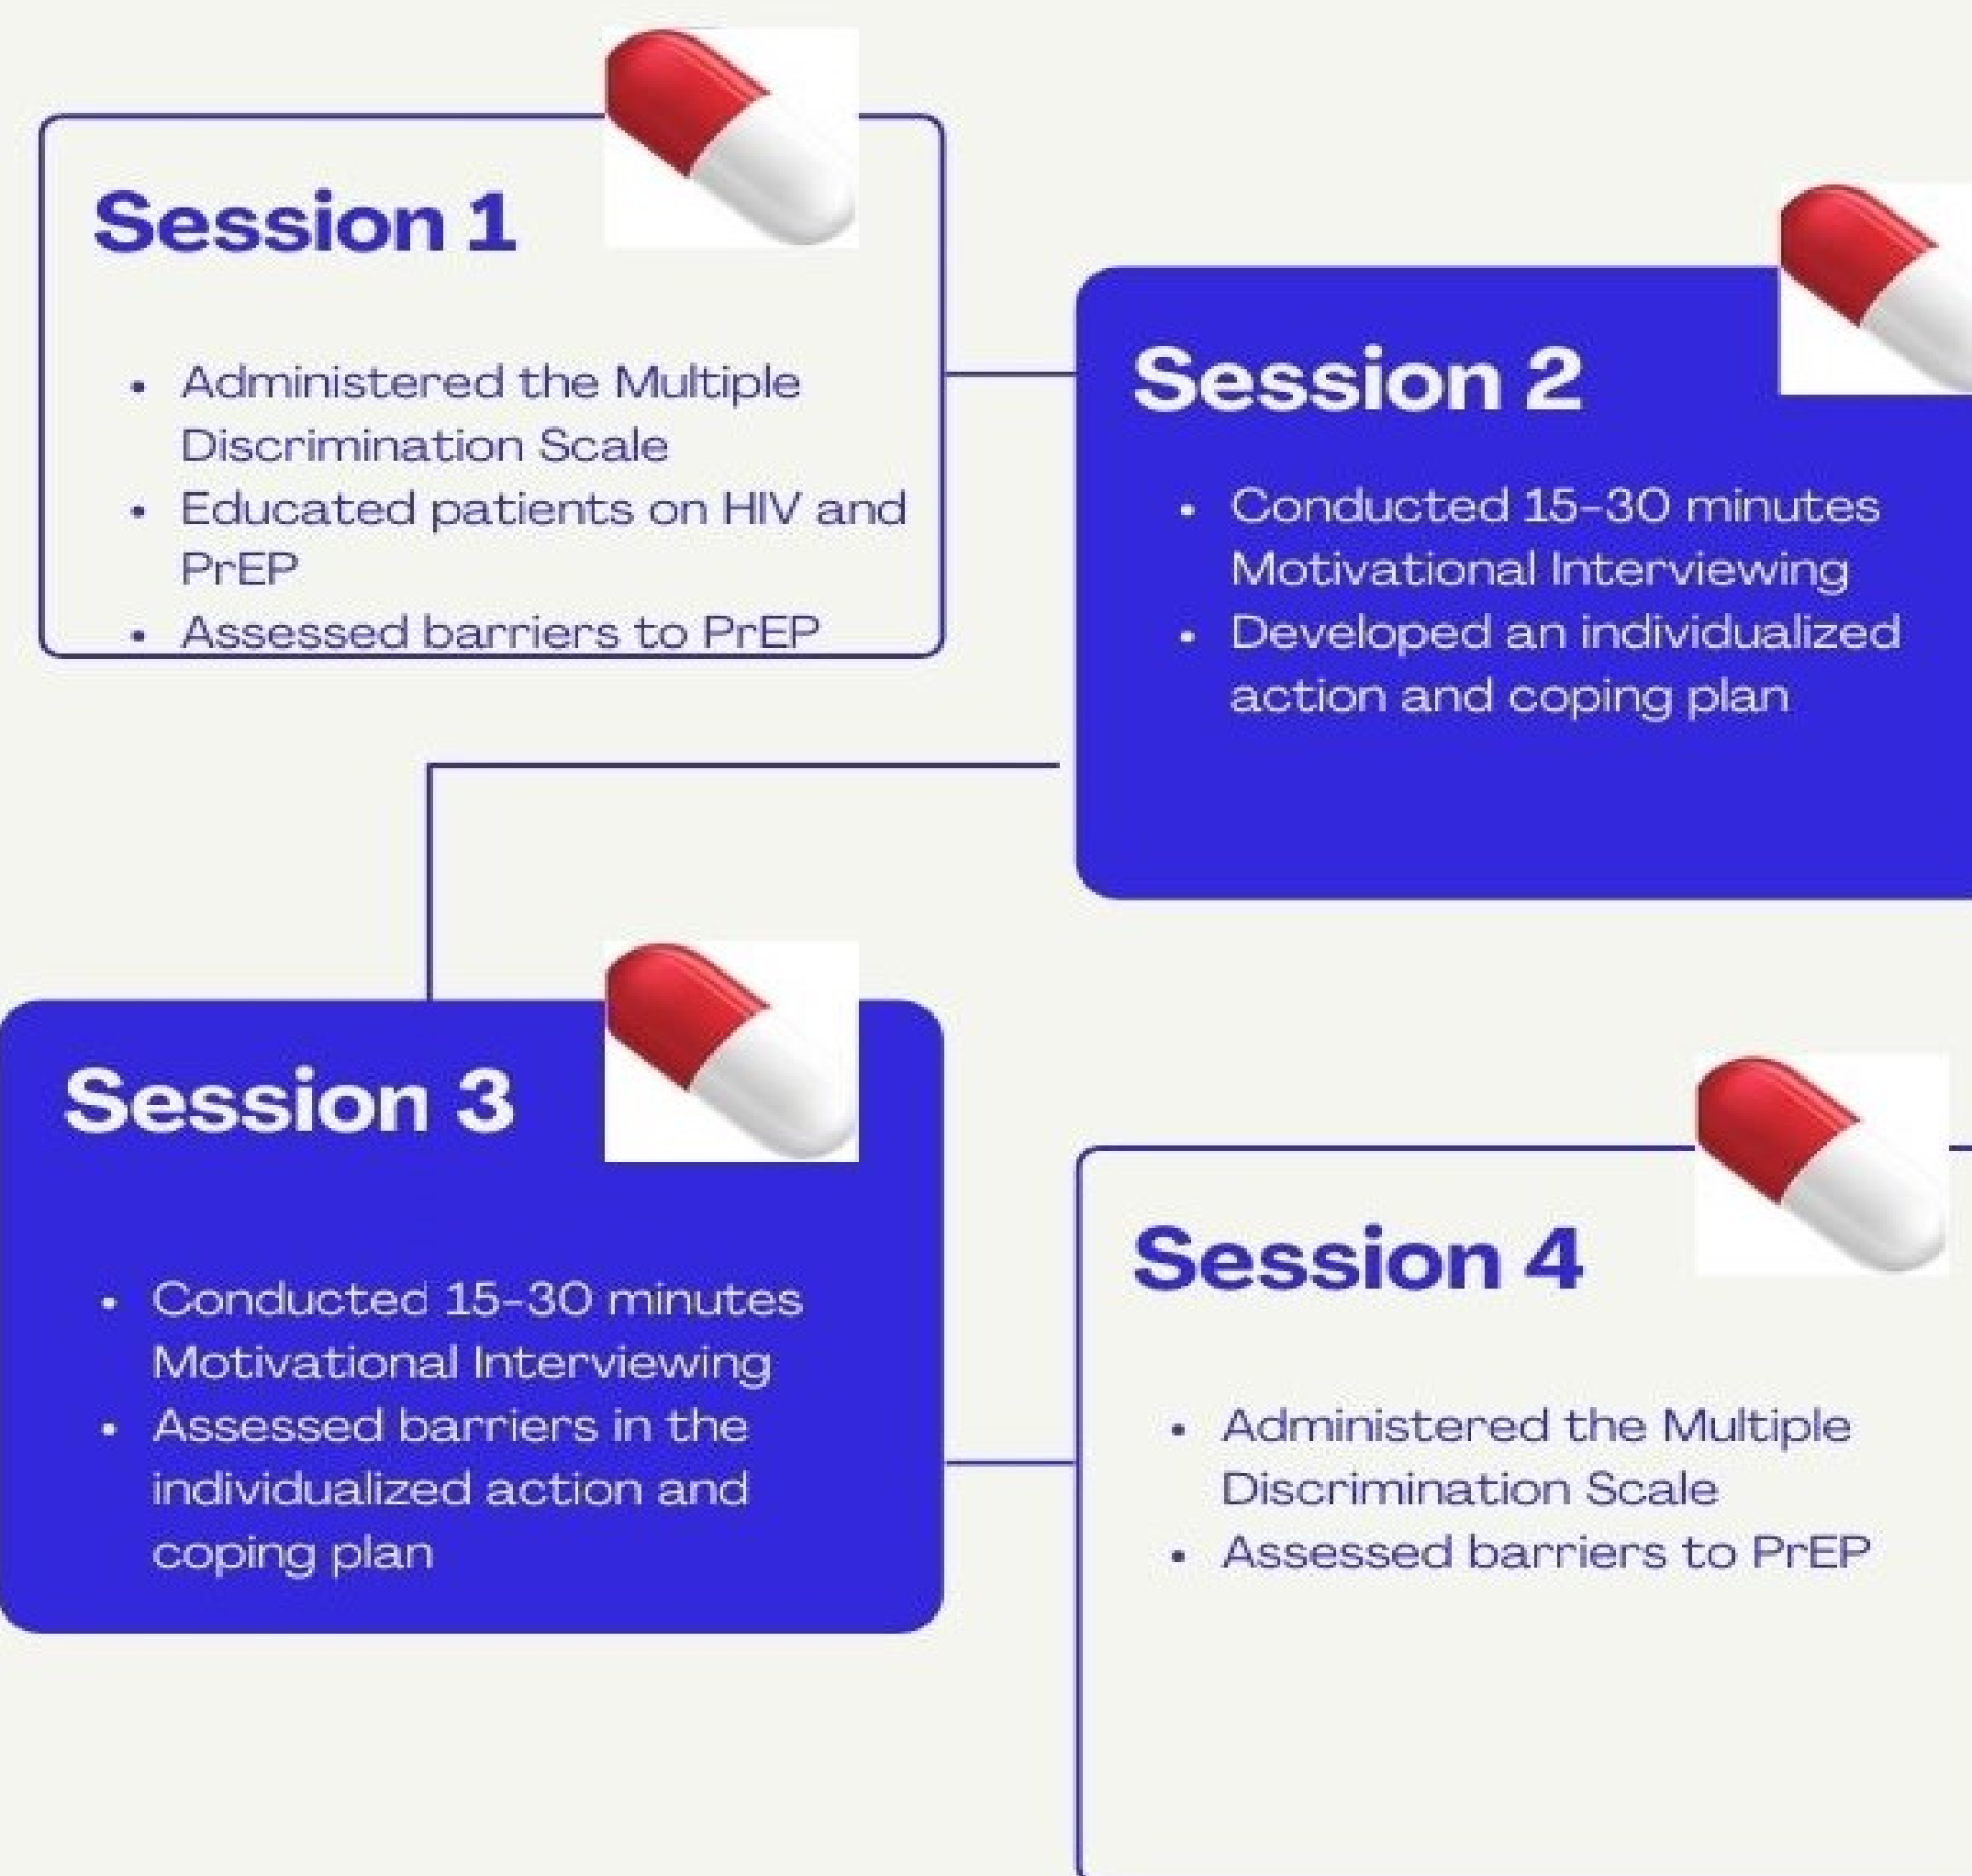 Session 1
• Administered the Multiple
Discrimination Scale
• Educated patients on HIV and
PrEP
• Assessed barriers to PrEP
Session 2
• Conducted 15-30 minutes
Motivational Interviewing
• Developed an individualized
action and coping plan
Session 3
• Conducted 15-30 minutes
Motivational Interviewing
• Assessed barriers in the
individualized action and
coping plan
Session 4
• Administered the Multiple
Discrimination Scale
• Assessed barriers to PrEP